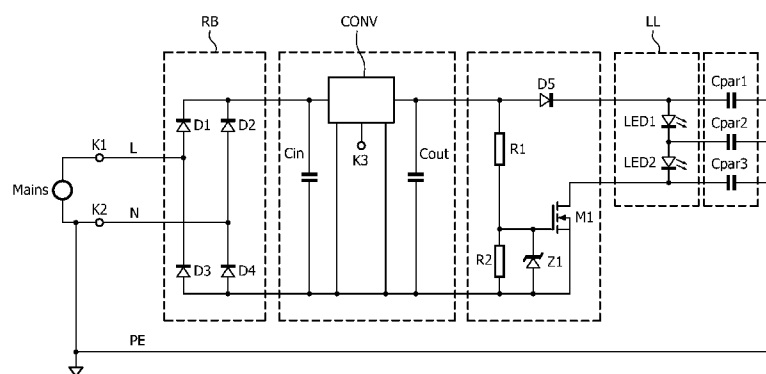 RB
CONV
LL
D5
Cpar1
D1
D2
K1
L
LED1
Cpar2
Cin
K3
Cout
R1
Mains
LED2
Cpar3
K2
N
M1
D3
D4
R2
Z1
PE